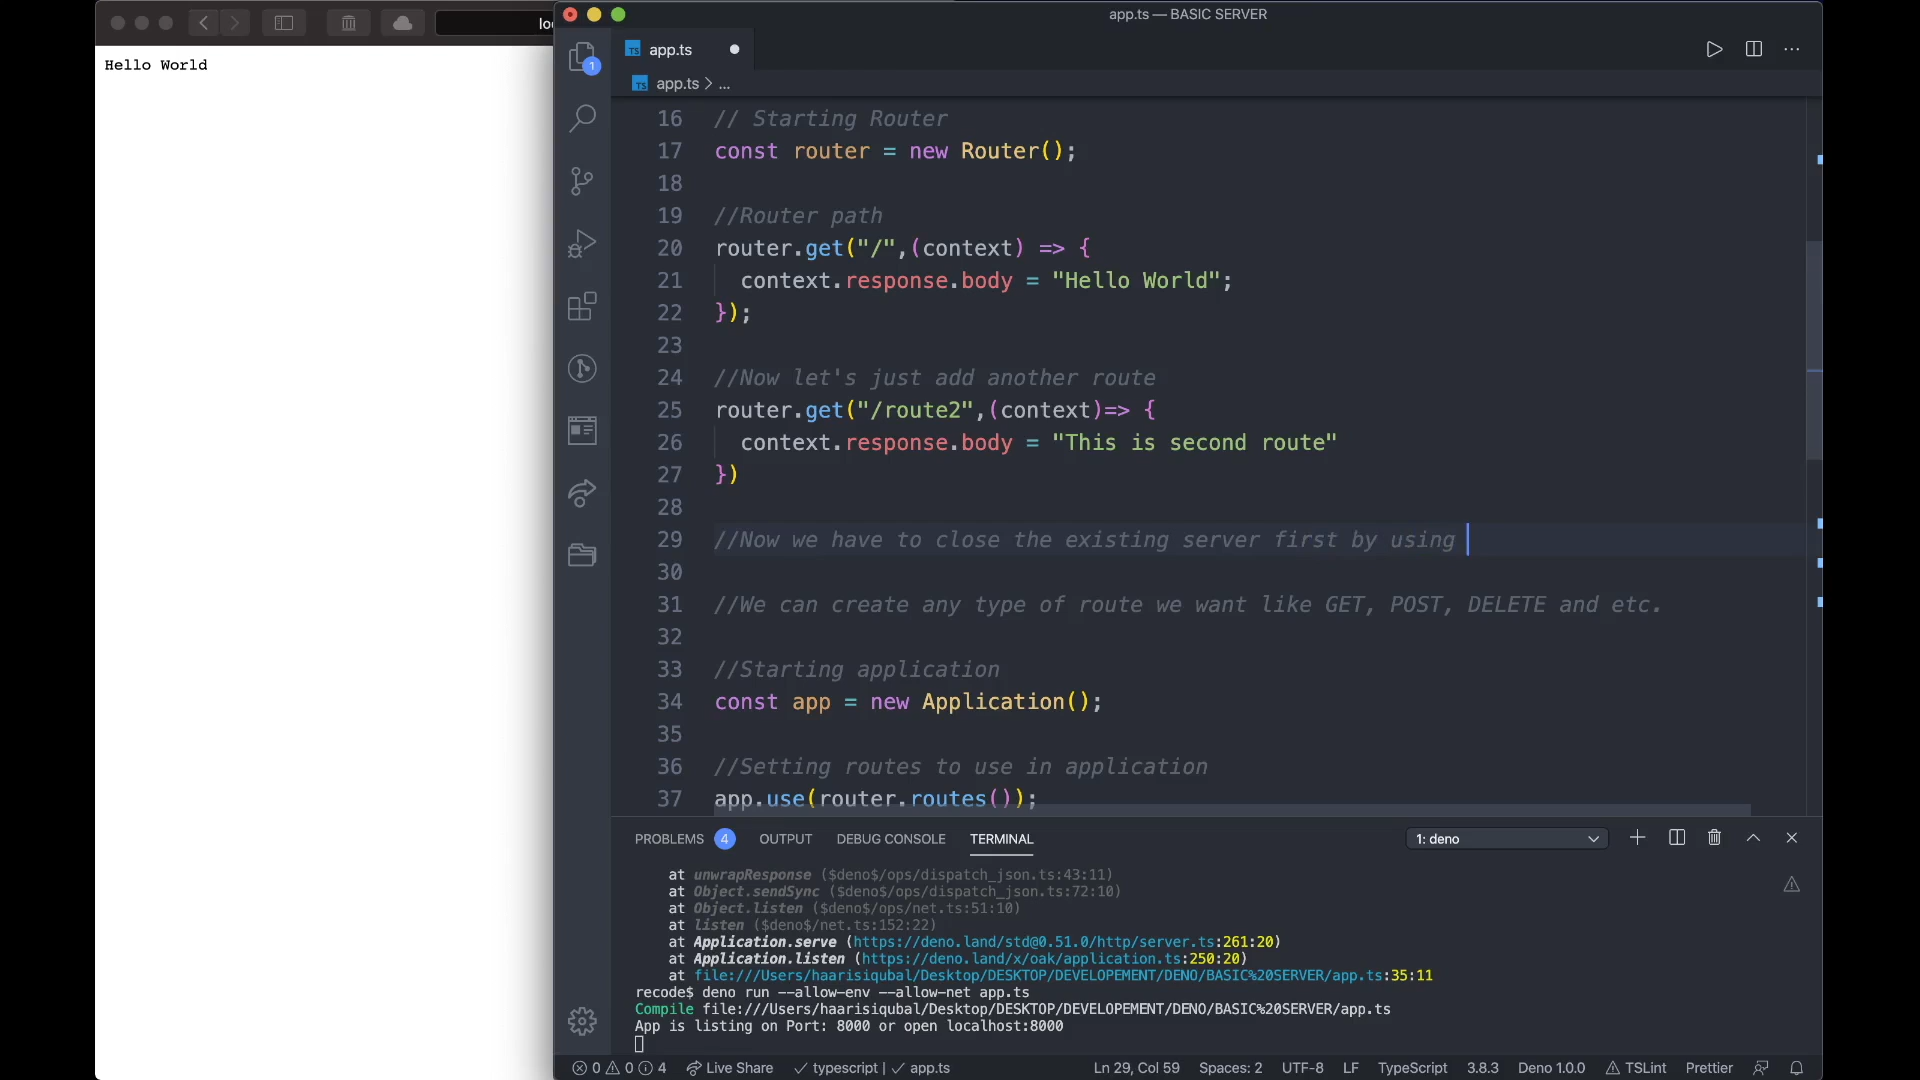 loc
Hello World
app.ts — BASIC SERVER
1
TS app.ts
TS app.ts > ...
16 // Starting Router
17 const router = new Router();
18
19 //Router path
20 router.get("/",(context) => {
21 context.response.body = "Hello World";
22 });
23
24 //Now let's just add another route
25 router.get("/route2",(context)=> {
26 context.response.body = "This is second route"
27 })
28
29 //Now we have to close the existing server first by using
30
31 //We can create any type of route we want like GET, POST, DELETE and etc.
32
33 //Starting application
34 const app = new Application();
35
36 //Setting routes to use in application
37 app.use(router.routes());
PROBLEMS 4 OUTPUT DEBUG CONSOLE TERMINAL 1: deno
at unwrapResponse ($deno$/ops/dispatch_json.ts:43:11)
at Object.sendSync ($deno$/ops/dispatch_json.ts:72:10)
at Object.listen ($deno$/ops/net.ts:51:10)
at listen ($deno$/net.ts:152:22)
at Application.serve (https://deno.land/std@0.51.0/http/server.ts:261:20)
at Application.listen (https://deno.land/x/oak/application.ts:250:20)
at file:///Users/haarisiqubal/Desktop/DESKTOP/DEVELOPEMENT/DENO/BASIC%20SERVER/app.ts:35:11
recode$ deno run --allow-env --allow-net app.ts
Compile file:///Users/haarisiqubal/Desktop/DESKTOP/DEVELOPEMENT/DENO/BASIC%20SERVER/app.ts
App is listing on Port: 8000 or open localhost:8000
0 0 4 Live Share typescript | app.ts Ln 29, Col 59 Spaces: 2 UTF-8 LF TypeScript 3.8.3 Deno 1.0.0 TSLint Prettier